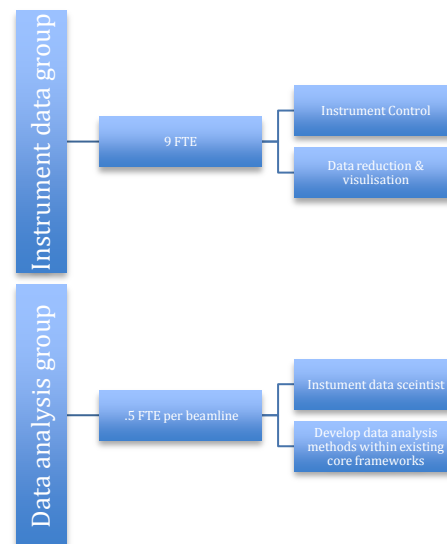 Instrument data group
9 FTE
Instrument Control
Data reduction &
visulisation
Data analysis group
.5 FTE per beamline
Instument data sceintist
Develop data analysis
methods within existing
core frameworks